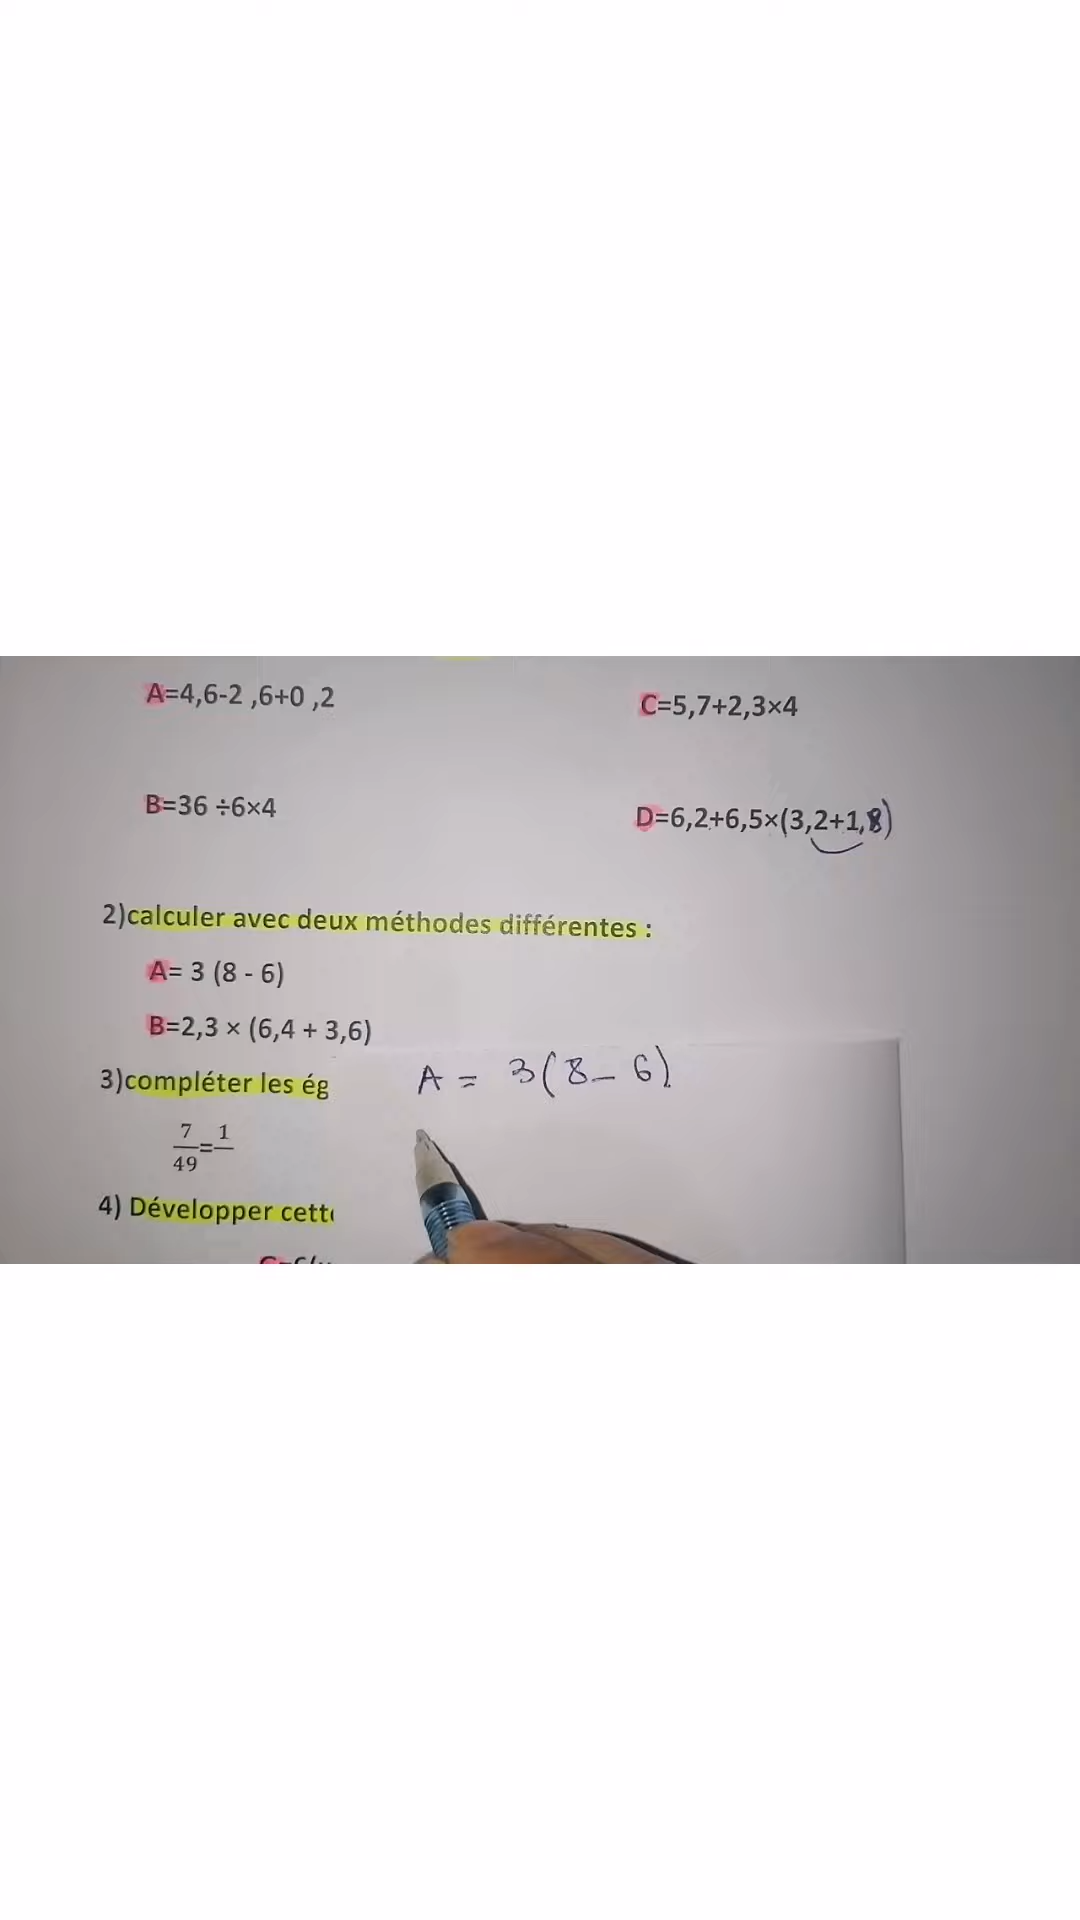 A=4,6-2 ,6+0 ,2
C=5,7+2,3×4
B=36 ÷6×4
D=6,2+6,5×(3,2+1,8)
2)calculer avec deux méthodes différentes :
A= 3 (8 - 6)
B=2,3 × (6,4 + 3,6)
3)compléter les ég
A = 3(8-6)
7/49=1/
4) Développer cett